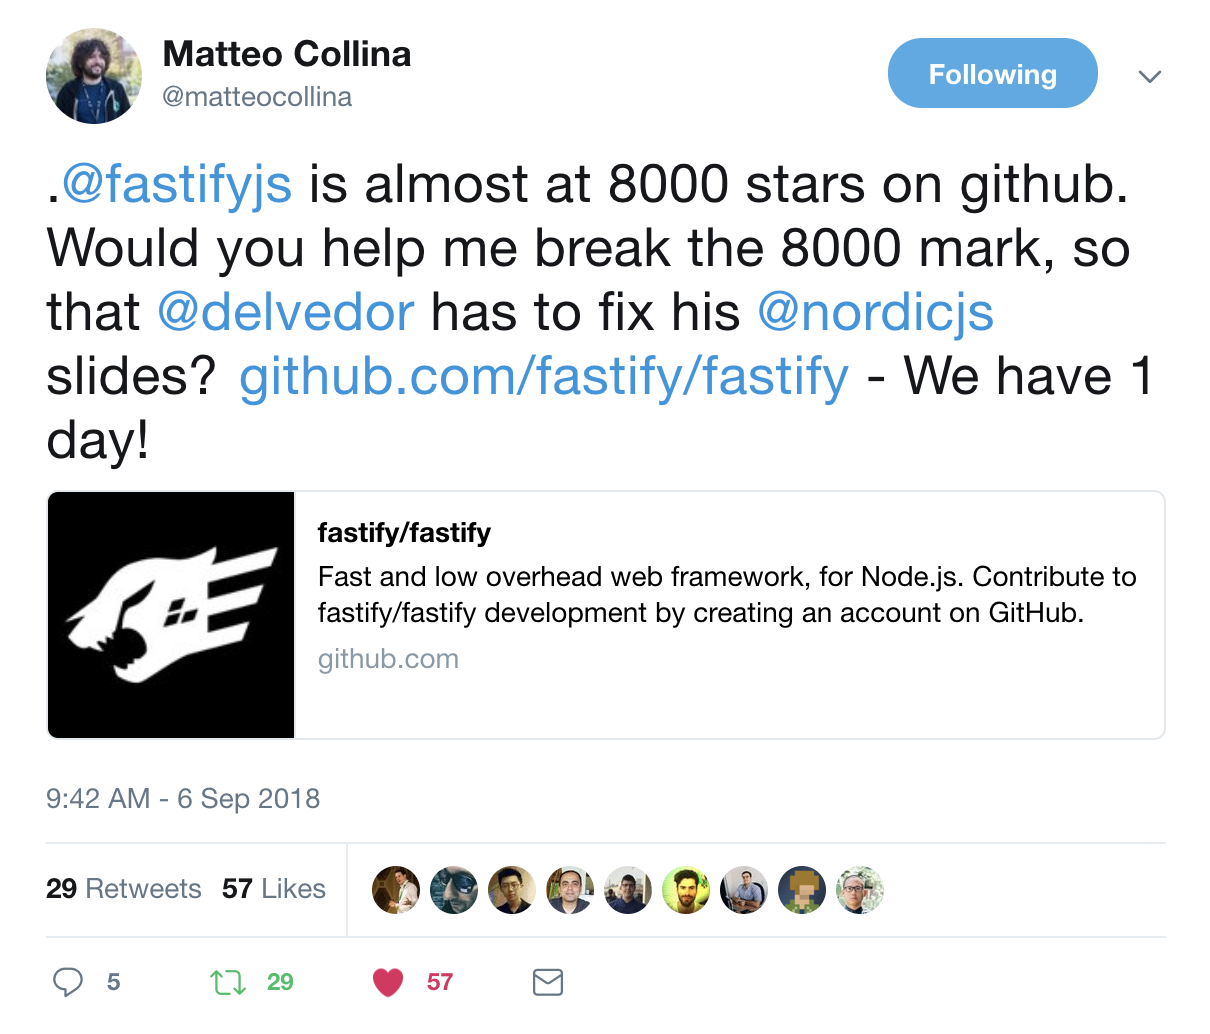 Matteo Collina
@matteocollina
Following
.@fastifyjs is almost at 8000 stars on github.
Would you help me break the 8000 mark, so
that @delvedor has to fix his @nordicjs
slides? github.com/fastify/fastify - We have 1
day!
fastify/fastify
Fast and low overhead web framework, for Node.js. Contribute to
fastify/fastify development by creating an account on GitHub.
github.com
9:42 AM - 6 Sep 2018
29 Retweets 57 Likes
5 29 57